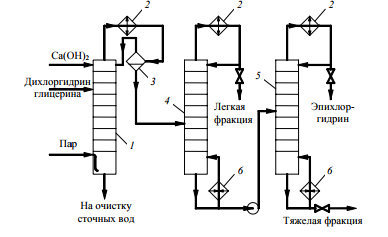 2
2
2
Ca(OH)2
3
Дихлоргидрин
глицерина
4
5
Легкая
фракция
Эпихлор-
гидрин
Пар
1
6
6
На очистку
сточных вод
Тяжелая фракция